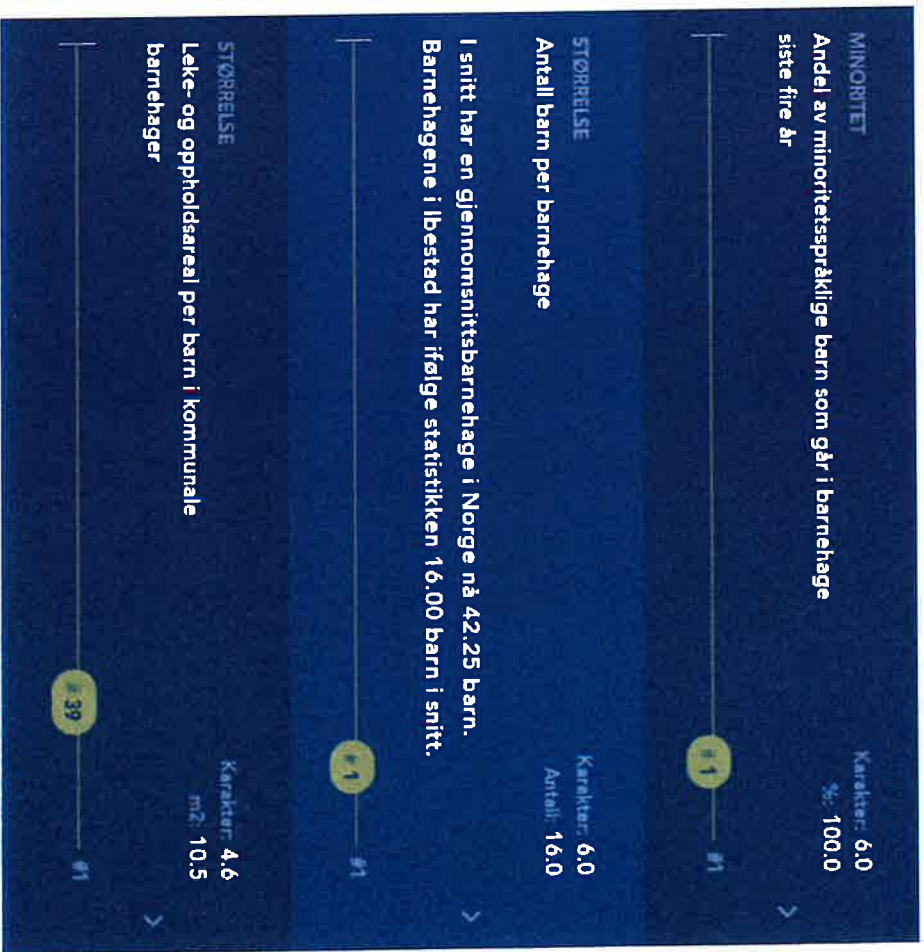 MINORITET
Andel av minoritetsspråklige barn som går i barnehage
siste fire år
Karakter: 6.0
%: 100.0
# 1
#1
STØRRELSE
Antall barn per barnehage
Karakter: 6.0
Antall: 16.0
I snitt har en gjennomsnittsbarnehage i Norge nå 42.25 barn.
Barnehagene i Ibestad har ifølge statistikken 16.00 barn i snitt.
# 1
#1
STØRRELSE
Leke- og oppholdsareal per barn i kommunale
barnehager
Karakter: 4.6
m2: 10.5
# 39
#1